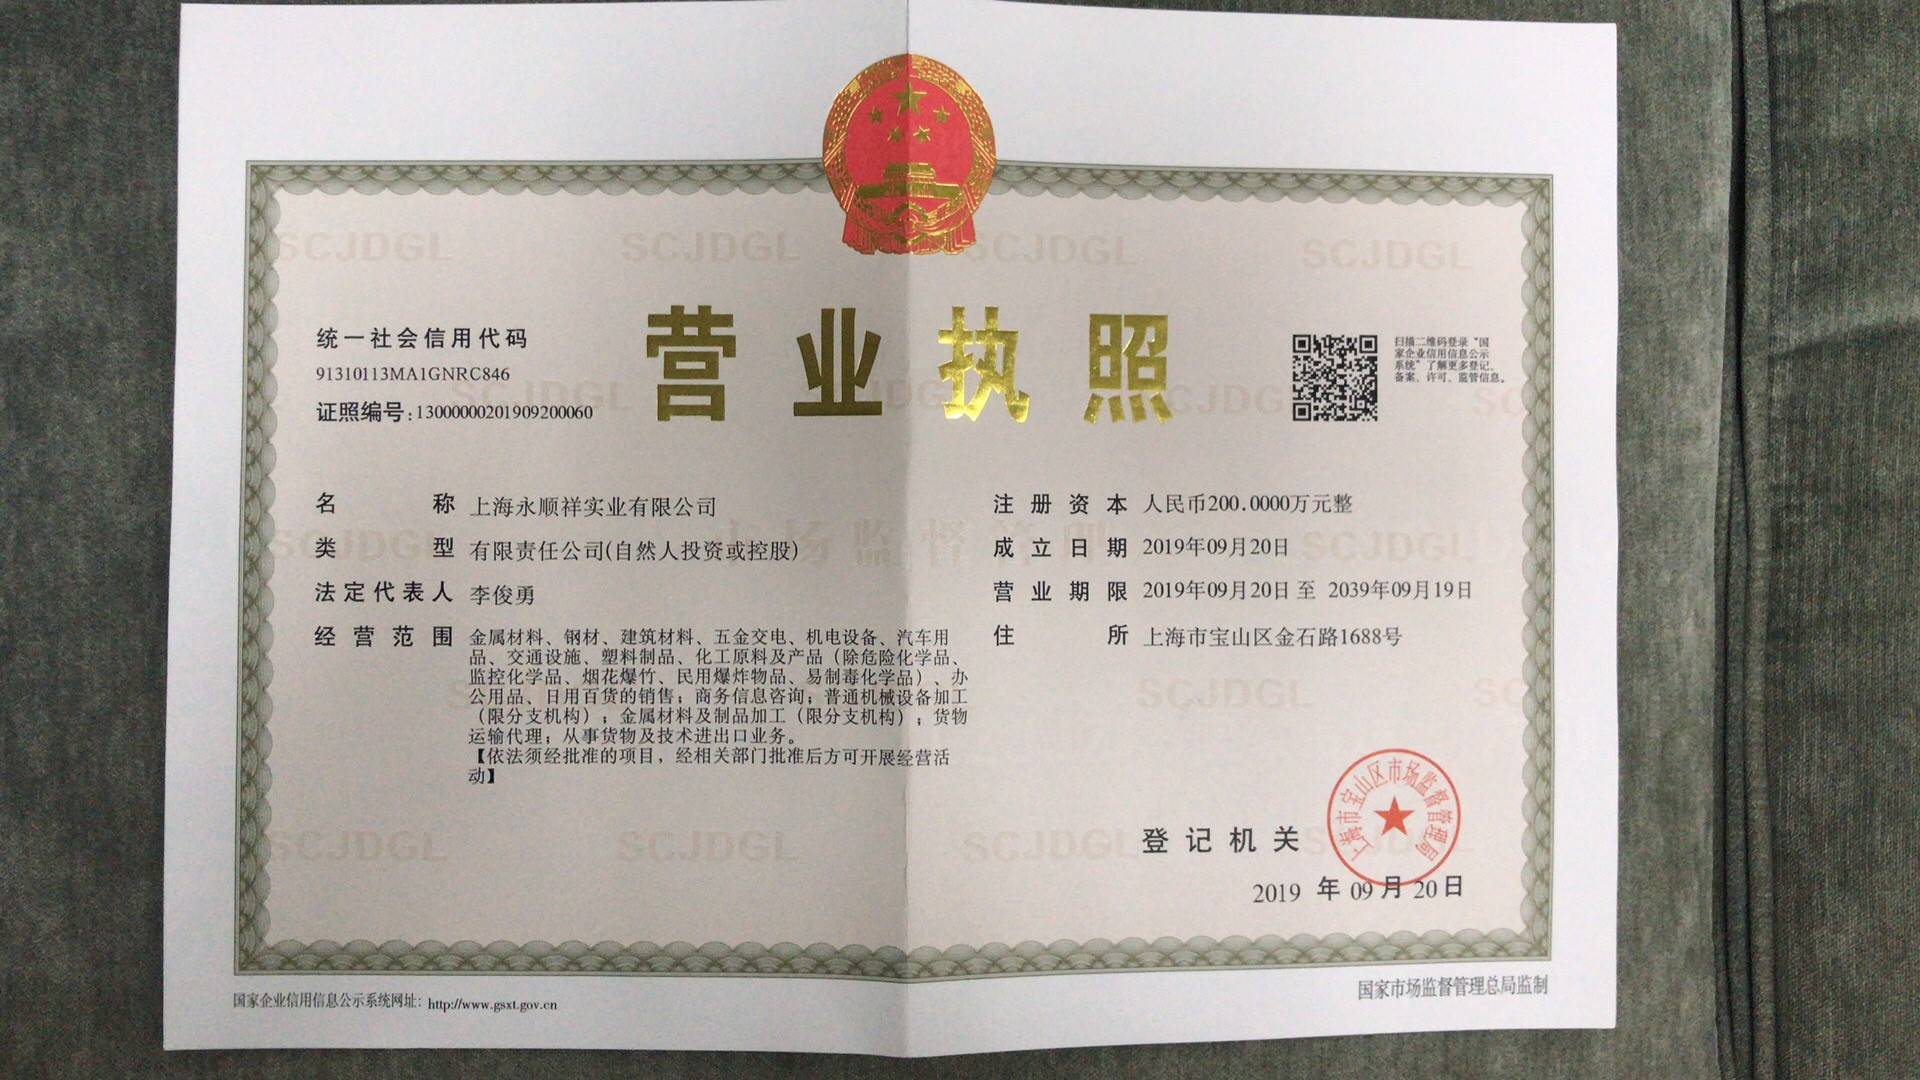 营业执照
统一社会信用代码
91310113MA1GNRC846
证照编号:13000000201909200060
扫描二维码登录“国
家企业信用信息公示
系统”了解更多登记、
备案、许可、监管信息。
名称 上海永顺祥实业有限公司
类型 有限责任公司(自然人投资或控股)
法定代表人 李俊勇
经营范围 金属材料、钢材、建筑材料、五金交电、机电设备、汽车用
品、交通设施、塑料制品、化工原料及产品（除危险化学品、
监控化学品、烟花爆竹、民用爆炸物品、易制毒化学品）、办
公用品、日用百货的销售；商务信息咨询；普通机械设备加工
（限分支机构）；金属材料及制品加工（限分支机构）；货物
运输代理；从事货物及技术进出口业务。
【依法须经批准的项目，经相关部门批准后方可开展经营活
动】
注册资本 人民币200.0000万元整
成立日期 2019年09月20日
营业期限 2019年09月20日 至 2039年09月19日
住所 上海市宝山区金石路1688号
登记机关
上海市宝山区市场监督管理局
2019 年 09 月 20 日
国家企业信用信息公示系统网址：http://www.gsxt.gov.cn
国家市场监督管理总局监制
SCJDGL
市场监督管理